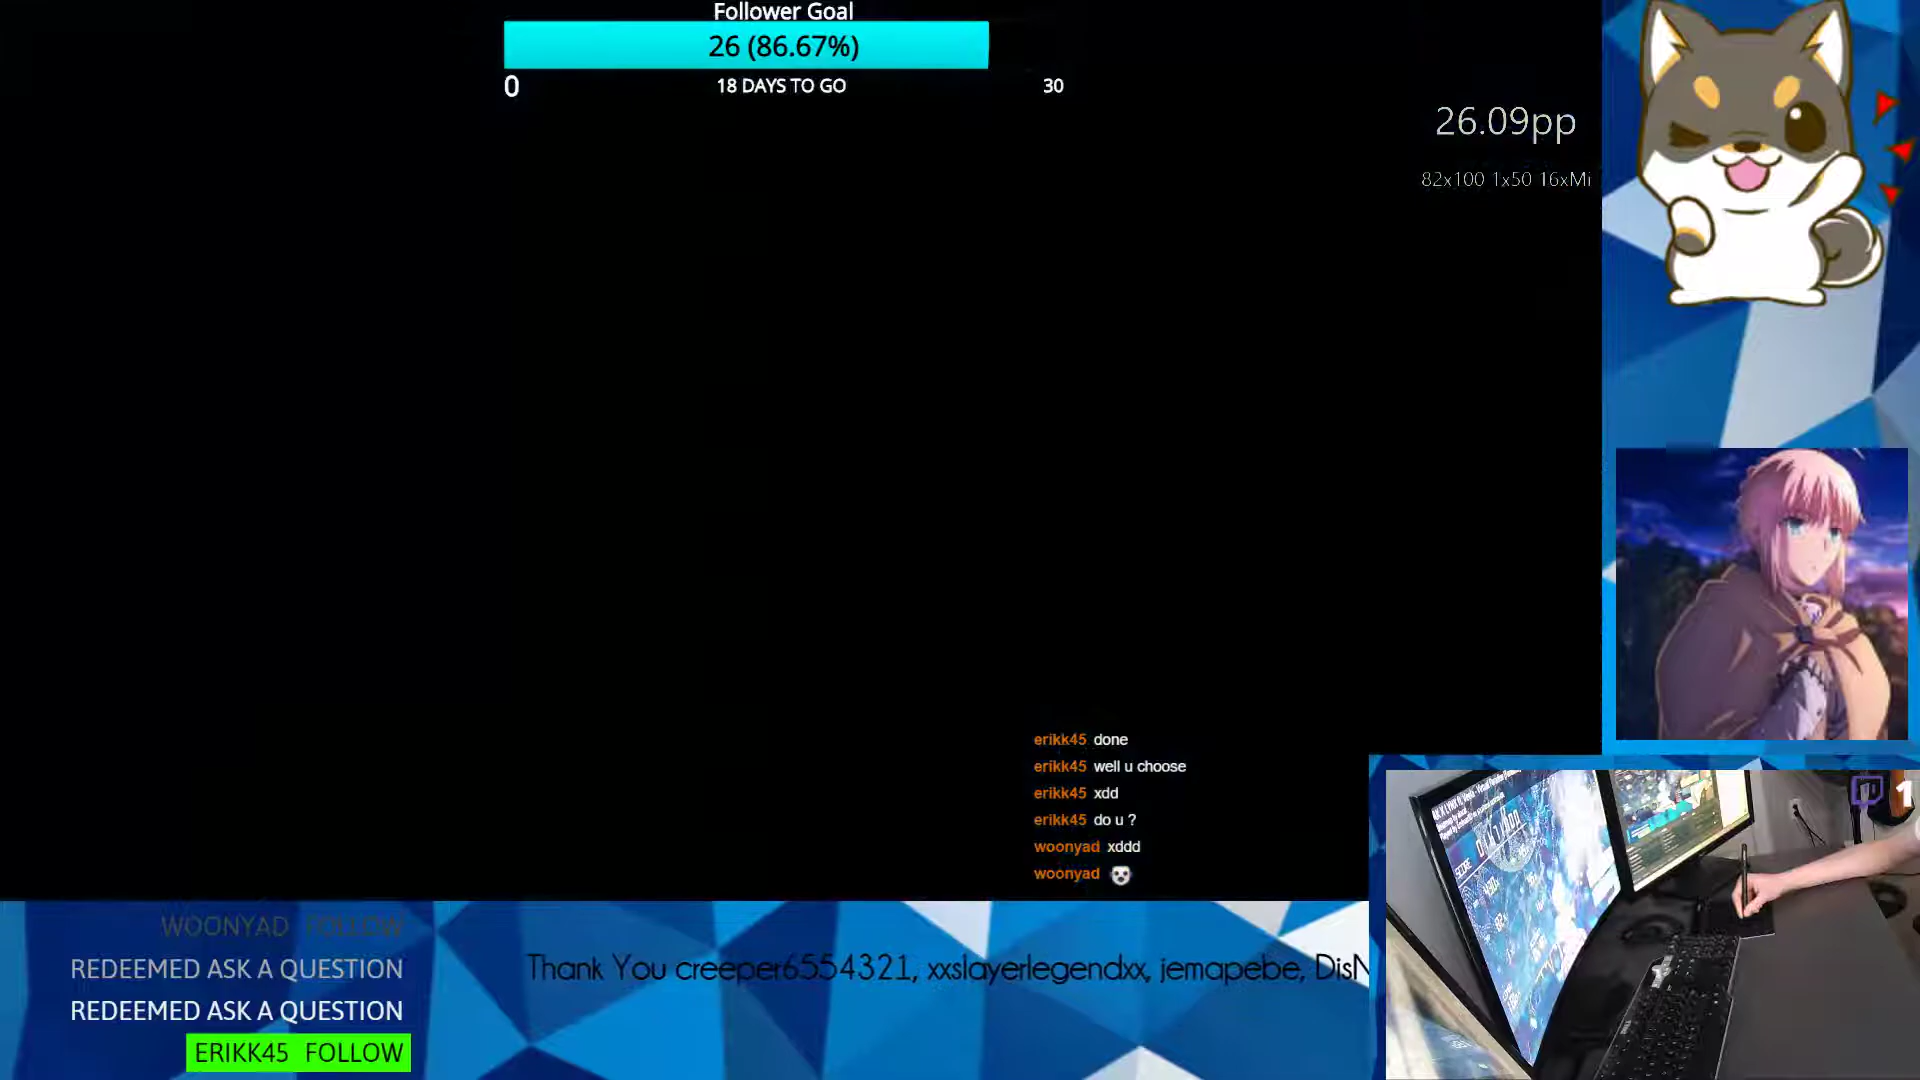 Follower Goal
26 (86.67%)
0 18 DAYS TO GO 30
26.09pp
82x100 1x50 16xMi
erikk45 done
erikk45 well u choose
erikk45 xdd
erikk45 do u ?
woonyad xddd
woonyad
1
WOONYAD FOLLOW
REDEEMED ASK A QUESTION
REDEEMED ASK A QUESTION
ERIKK45 FOLLOW
Thank You creeper6554321, xxslayerlegendxx, jemapebe, DisN